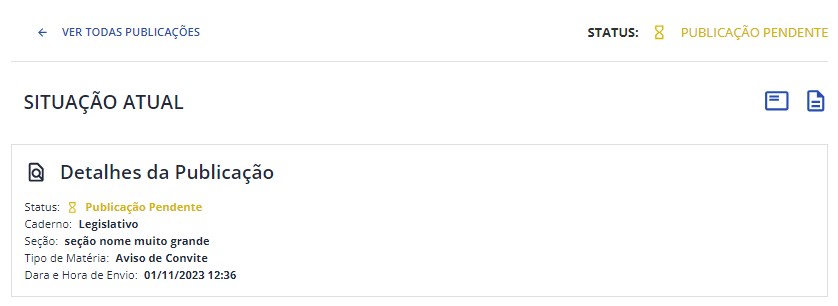 VER TODAS PUBLICAÇÕES
STATUS: PUBLICAÇÃO PENDENTE
SITUAÇÃO ATUAL
Detalhes da Publicação
Status: Publicação Pendente
Caderno: Legislativo
Seção: seção nome muito grande
Tipo de Matéria: Aviso de Convite
Dara e Hora de Envio: 01/11/2023 12:36